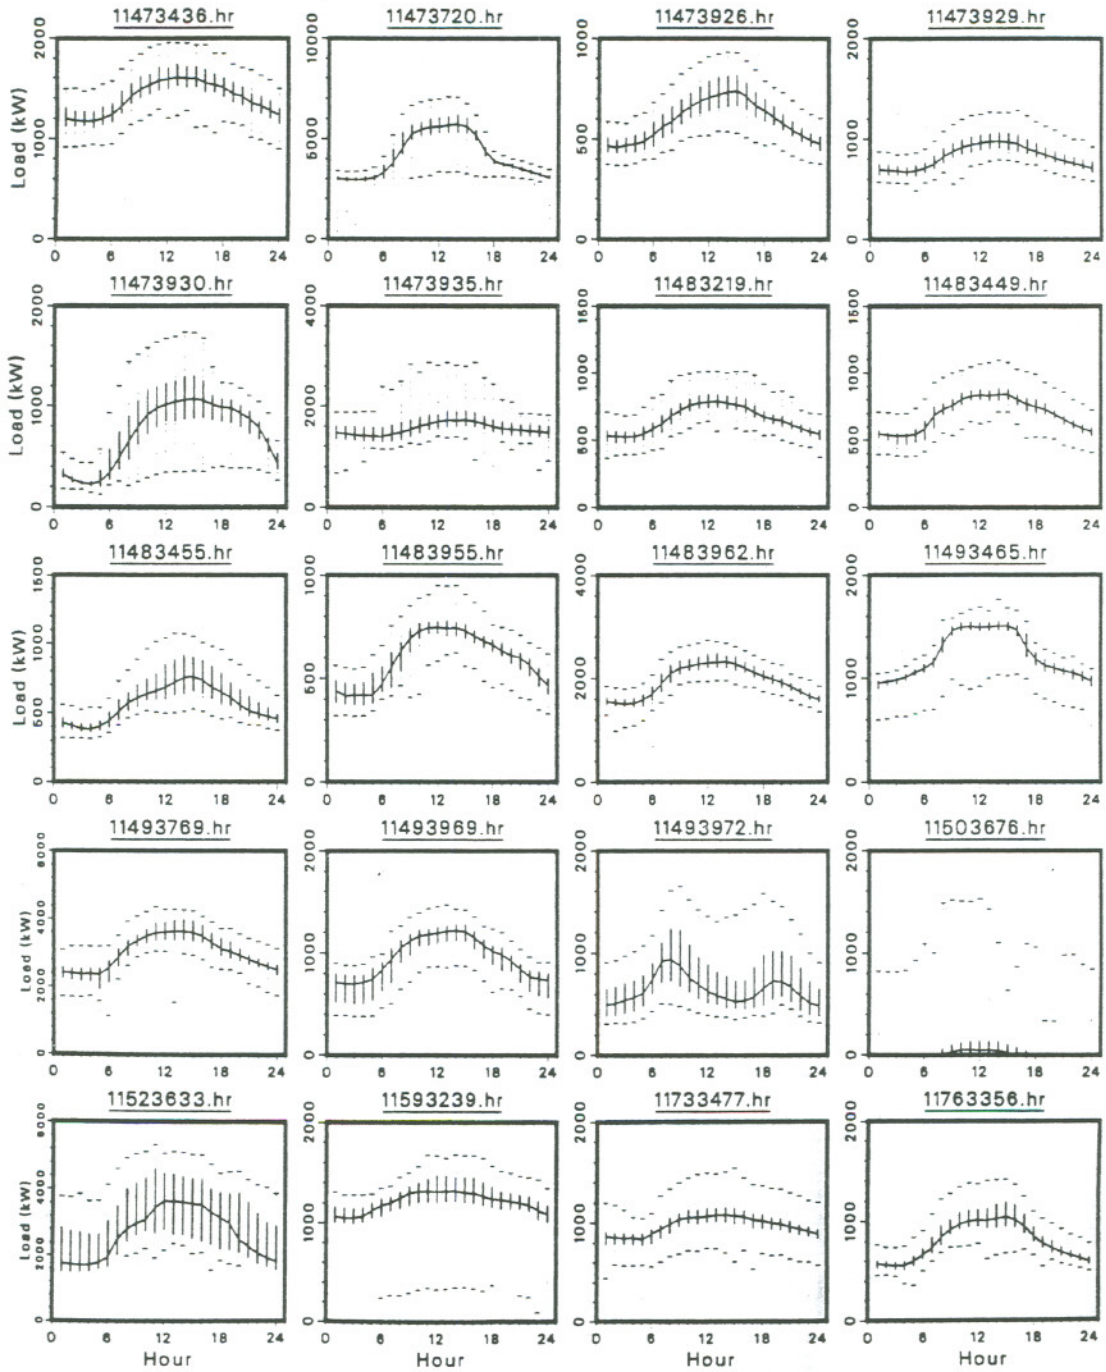 11473436.hr 11473720.hr 11473926.hr 11473929.hr
Load (kW) 0 1000 2000 0 5000 10000 0 500 1000 0 1000 2000
0 6 12 18 24 0 6 12 18 24 0 6 12 18 24 0 6 12 18 24
11473930.hr 11473935.hr 11483219.hr 11483449.hr
Load (kW) 0 1000 2000 0 2000 4000 0 500 1000 1500 0 500 1000 1500
0 6 12 18 24 0 6 12 18 24 0 6 12 18 24 0 6 12 18 24
11483455.hr 11483955.hr 11483962.hr 11493465.hr
Load (kW) 0 500 1000 1500 0 500 1000 0 2000 4000 0 1000 2000
0 6 12 18 24 0 6 12 18 24 0 6 12 18 24 0 6 12 18 24
11493769.hr 11493969.hr 11493972.hr 11503676.hr
Load (kW) 0 2000 4000 6000 0 1000 2000 0 1000 2000 0 1000 2000
0 6 12 18 24 0 6 12 18 24 0 6 12 18 24 0 6 12 18 24
11523633.hr 11593239.hr 11733477.hr 11763356.hr
Load (kW) 0 2000 4000 6000 0 1000 2000 0 1000 2000 0 1000 2000
0 6 12 18 24 0 6 12 18 24 0 6 12 18 24 0 6 12 18 24
Hour Hour Hour Hour